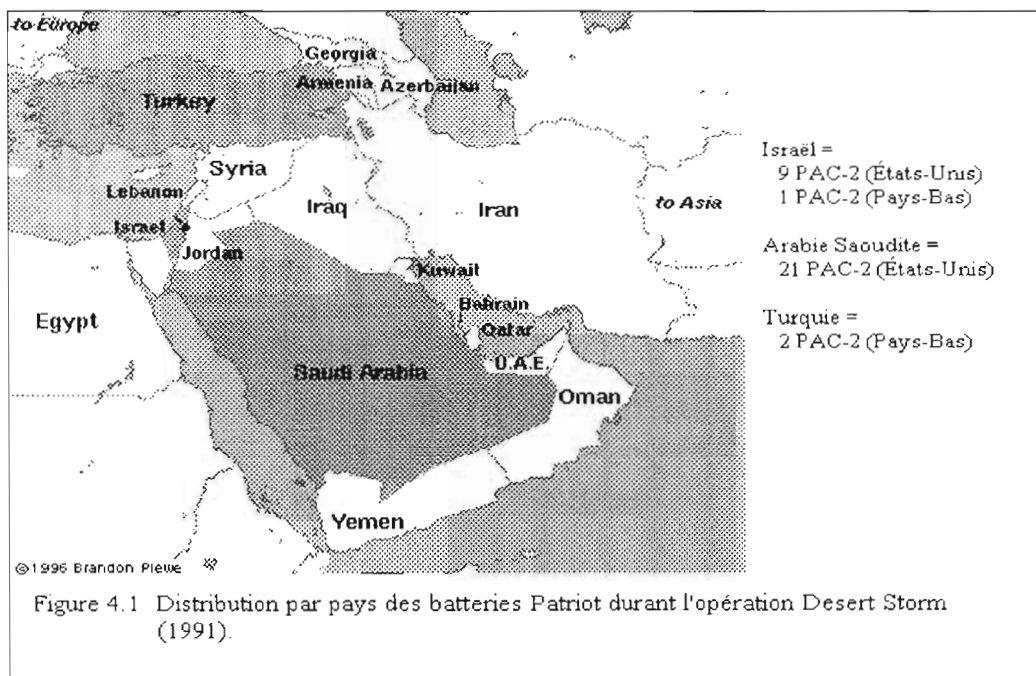 to Europe
Georgia
Armenia Azerbaijan
Turkey
Syria
Lebanon
Iraq
Iran
to Asia
Israel
Jordan
Kuwait
Bahrain
Egypt
Qatar
U.A.E.
Saudi Arabia
Oman
Yemen
©1996 Brandon Plewe
Israël =
9 PAC-2 (États-Unis)
1 PAC-2 (Pays-Bas)
Arabie Saoudite =
21 PAC-2 (États-Unis)
Turquie =
2 PAC-2 (Pays-Bas)
Figure 4.1 Distribution par pays des batteries Patriot durant l'opération Desert Storm
(1991).